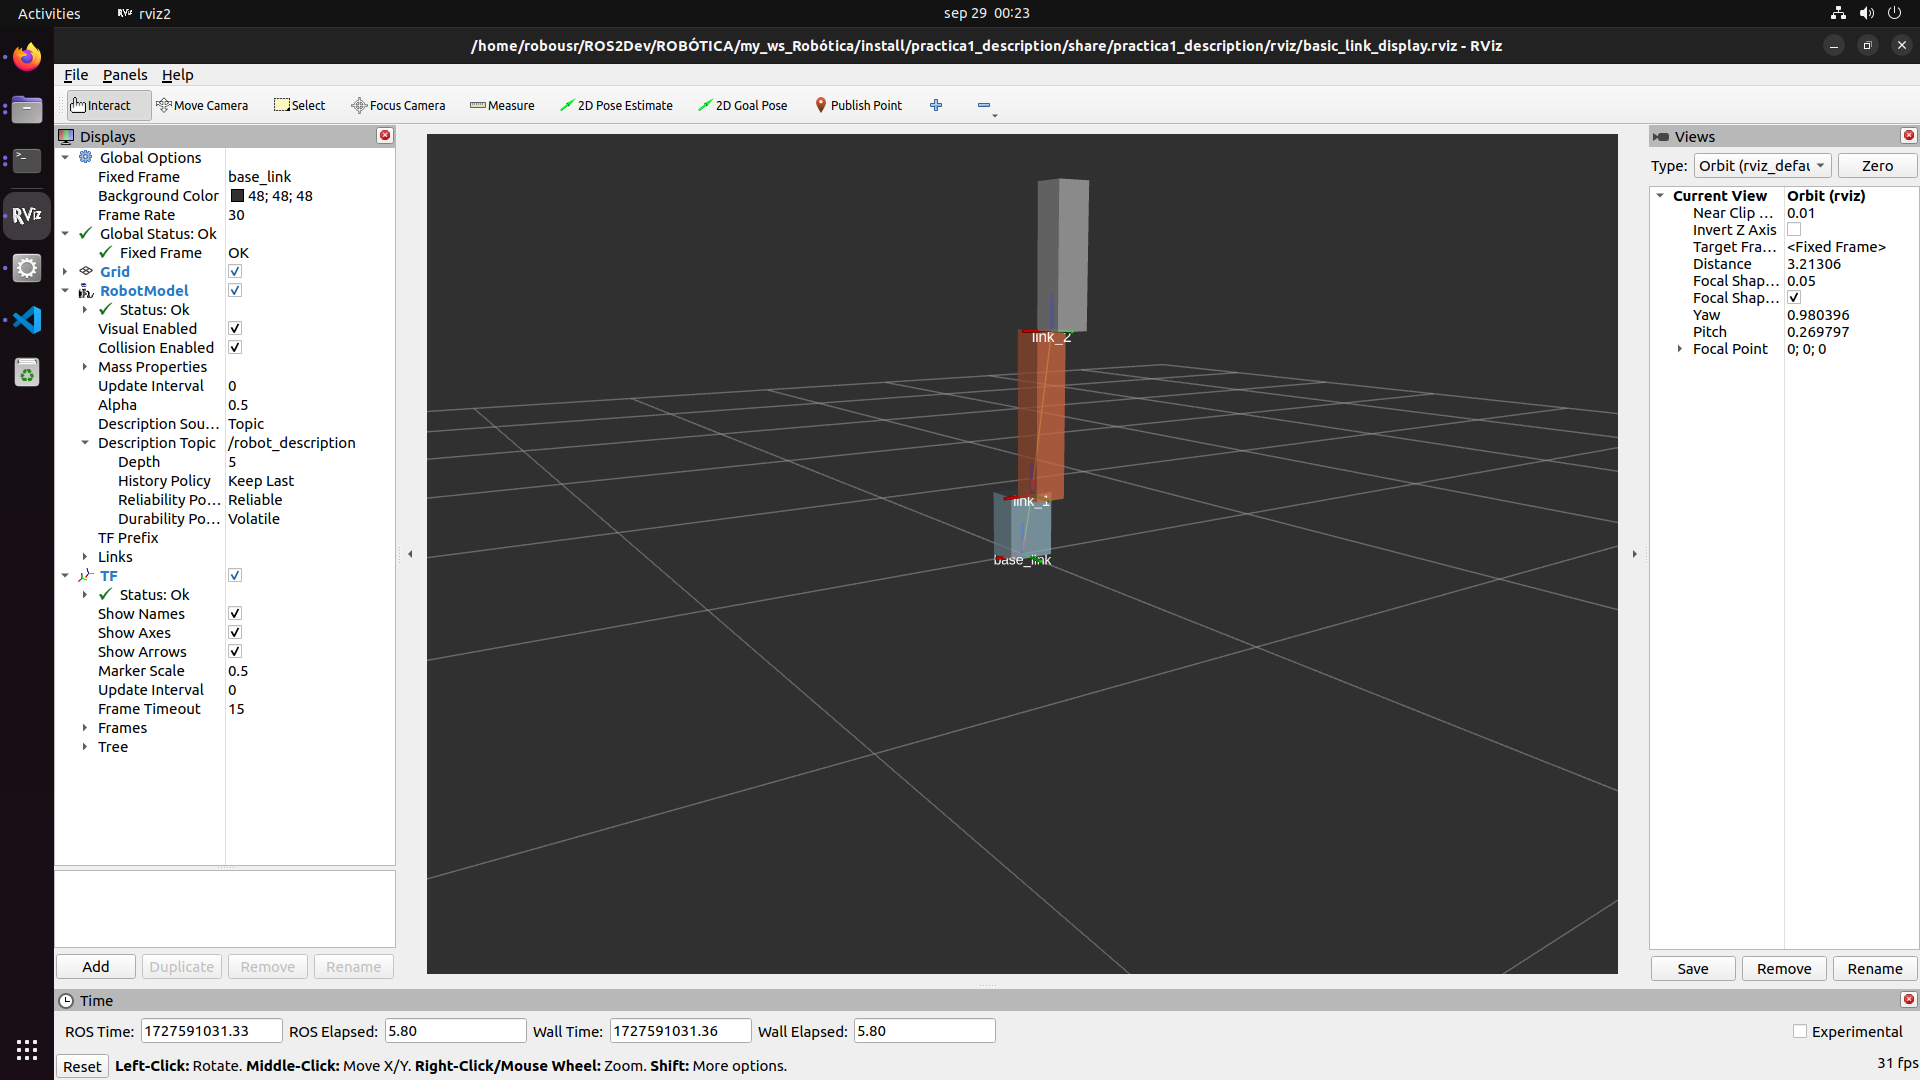 Activities
rviz2
sep 29 00:23
/home/robousr/ROS2Dev/ROBÓTICA/my_ws_Robótica/install/practica1_description/share/practica1_description/rviz/basic_link_display.rviz - RViz
File Panels Help
Interact Move Camera Select Focus Camera Measure 2D Pose Estimate 2D Goal Pose Publish Point
RViz
Displays
Global Options
Fixed Frame base_link
Background Color 48; 48; 48
Frame Rate 30
Global Status: Ok
Fixed Frame OK
Grid
RobotModel
Status: Ok
Visual Enabled
Collision Enabled
Mass Properties
Update Interval 0
Alpha 0.5
Description Sou... Topic
Description Topic /robot_description
Depth 5
History Policy Keep Last
Reliability Po... Reliable
Durability Po... Volatile
TF Prefix
Links
TF
Status: Ok
Show Names
Show Axes
Show Arrows
Marker Scale 0.5
Update Interval 0
Frame Timeout 15
Frames
Tree
Add Duplicate Remove Rename
link_2
link_1
base_link
Views
Type: Orbit (rviz_defau Zero
Current View Orbit (rviz)
Near Clip ... 0.01
Invert Z Axis
Target Fra... <Fixed Frame>
Distance 3.21306
Focal Shap... 0.05
Focal Shap...
Yaw 0.980396
Pitch 0.269797
Focal Point 0; 0; 0
Save Remove Rename
Time
ROS Time: 1727591031.33 ROS Elapsed: 5.80 Wall Time: 1727591031.36 Wall Elapsed: 5.80 Experimental
Reset Left-Click: Rotate. Middle-Click: Move X/Y. Right-Click/Mouse Wheel: Zoom. Shift: More options. 31 fps